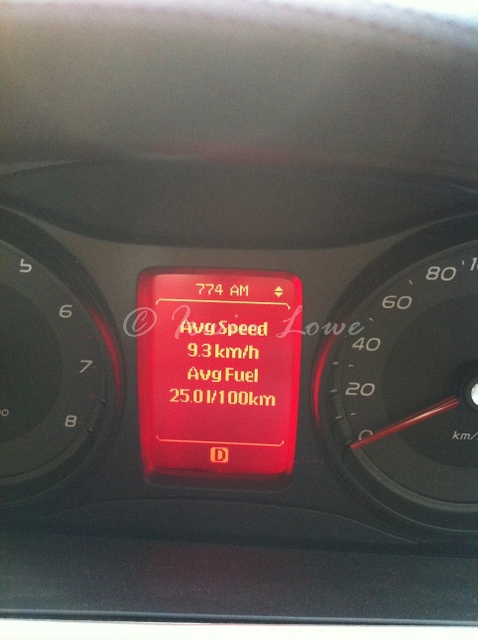 774 AM
Avg Speed
9.3 km/h
Avg Fuel
25.0 l/100km
D
5
6
7
8
0
20
40
60
80
km/
© Lowe